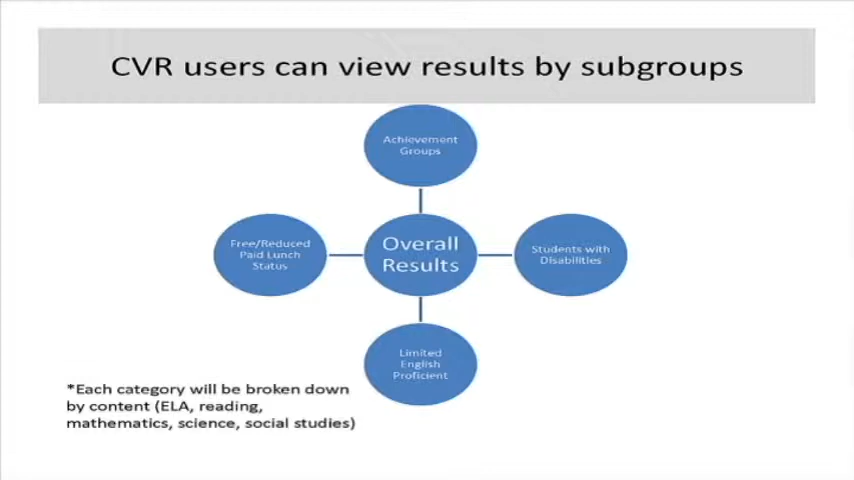 CVR users can view results by subgroups
Achievement
Groups
Free/Reduced
Paid Lunch
Status
Overall
Results
Students with
Disabilities
Limited
English
Proficient
*Each category will be broken down
by content (ELA, reading,
mathematics, science, social studies)